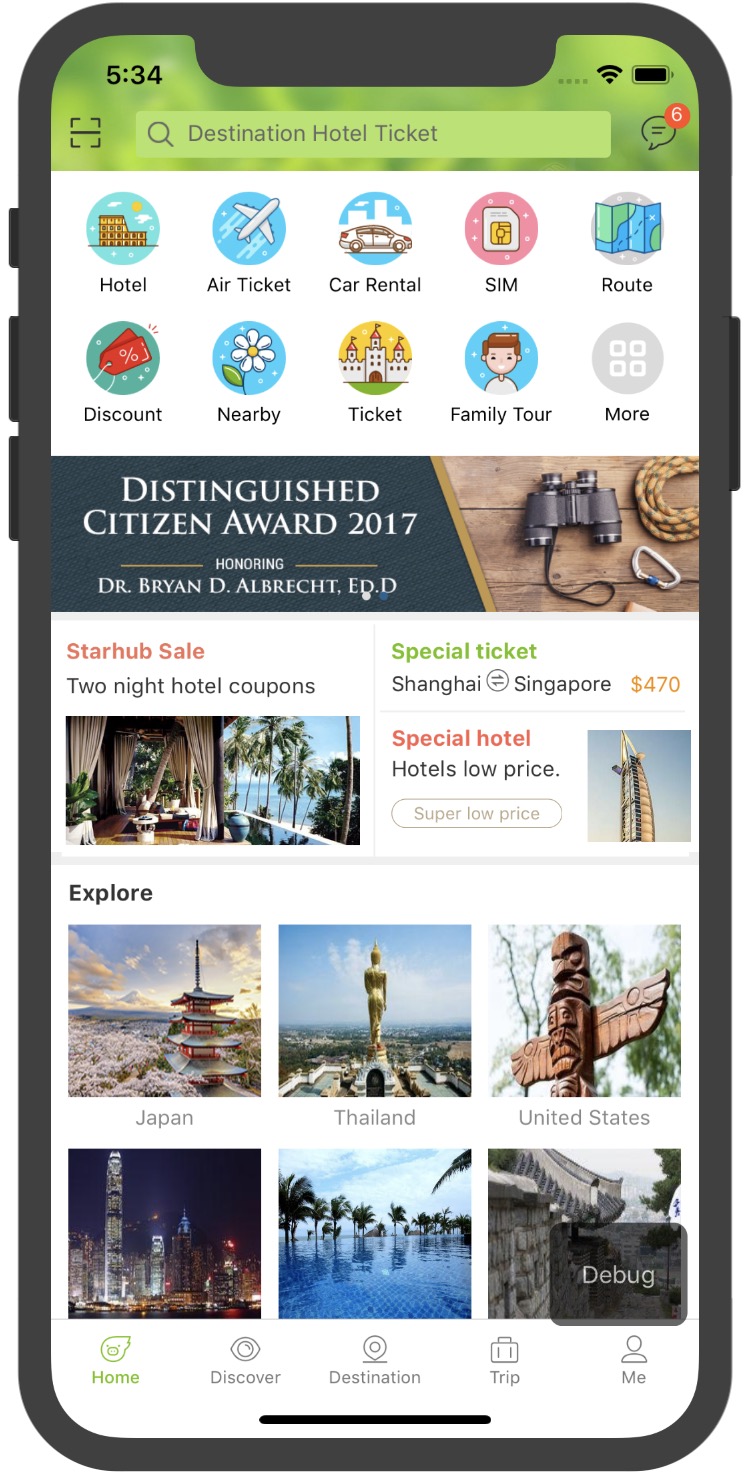 5:34
Destination Hotel Ticket
6
Hotel
Air Ticket
Car Rental
SIM
Route
%
Discount
Nearby
Ticket
Family Tour
More
DISTINGUISHED
CITIZEN AWARD 2017
HONORING
DR. BRYAN D. ALBRECHT, ED.D
Starhub Sale
Two night hotel coupons
Special ticket
Shanghai Singapore $470
Special hotel
Hotels low price.
Super low price
Explore
Japan
Thailand
United States
Debug
Home
Discover
Destination
Trip
Me